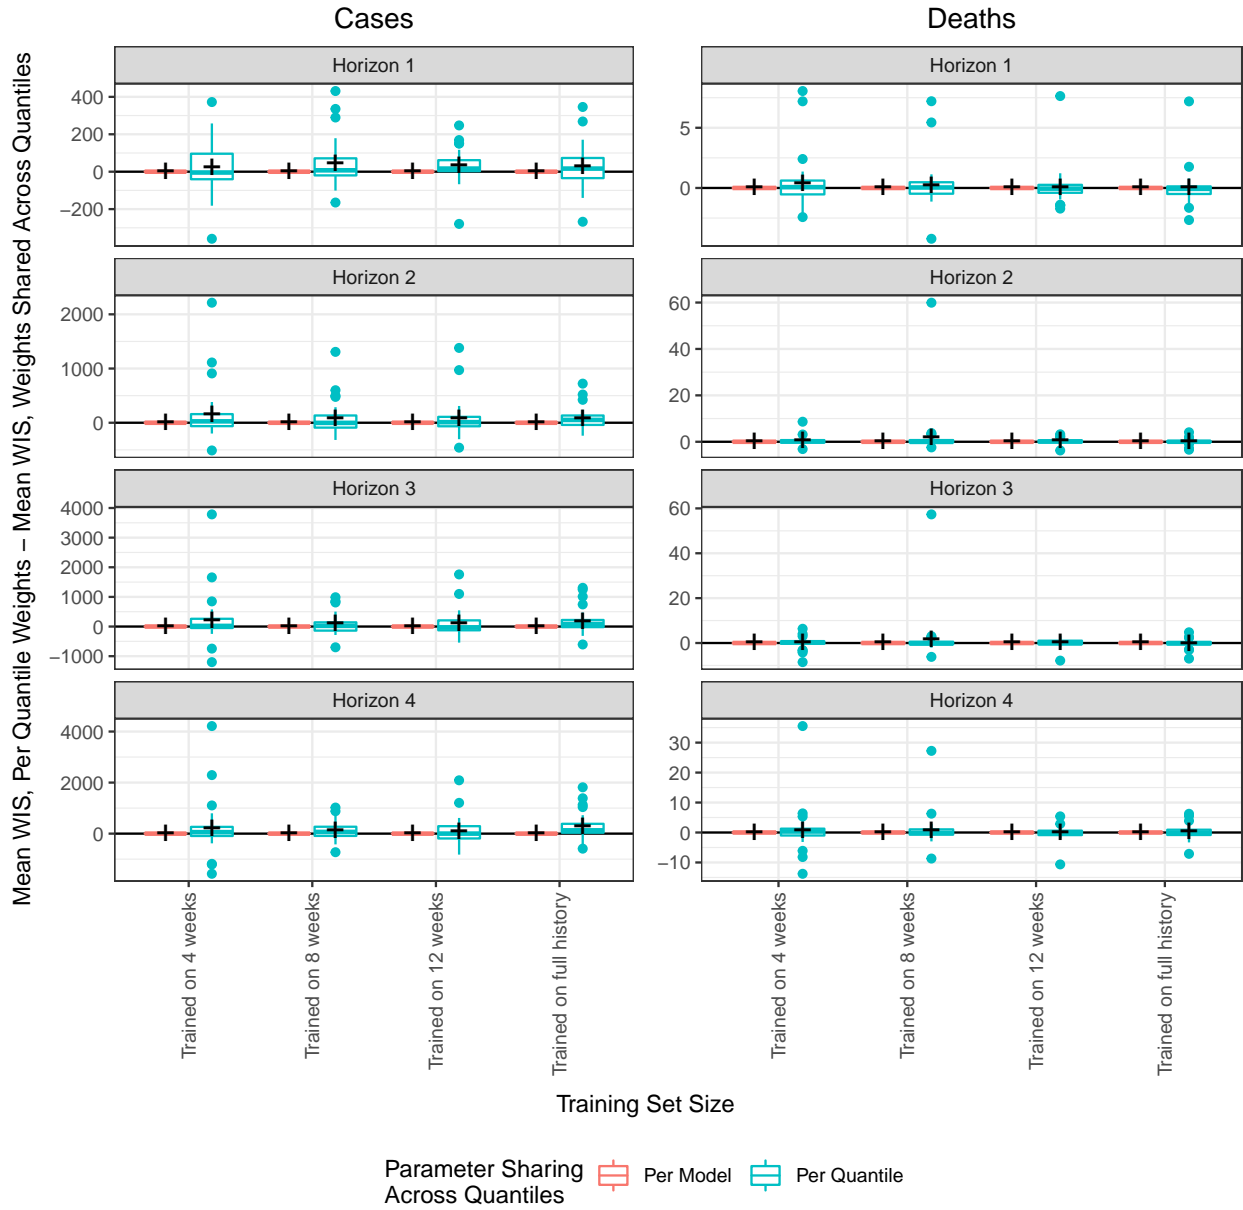 Cases
Deaths
Mean WIS, Per Quantile Weights − Mean WIS, Weights Shared Across Quantiles
Horizon 1
400
200
0
−200
Horizon 2
2000
1000
0
Horizon 3
4000
3000
2000
1000
0
−1000
Horizon 4
4000
2000
0
Trained on 4 weeks
Trained on 8 weeks
Trained on 12 weeks
Trained on full history
Horizon 1
5
0
Horizon 2
60
40
20
0
Horizon 3
60
40
20
0
Horizon 4
30
20
10
0
−10
Trained on 4 weeks
Trained on 8 weeks
Trained on 12 weeks
Trained on full history
Training Set Size
Parameter Sharing
Across Quantiles
Per Model
Per Quantile